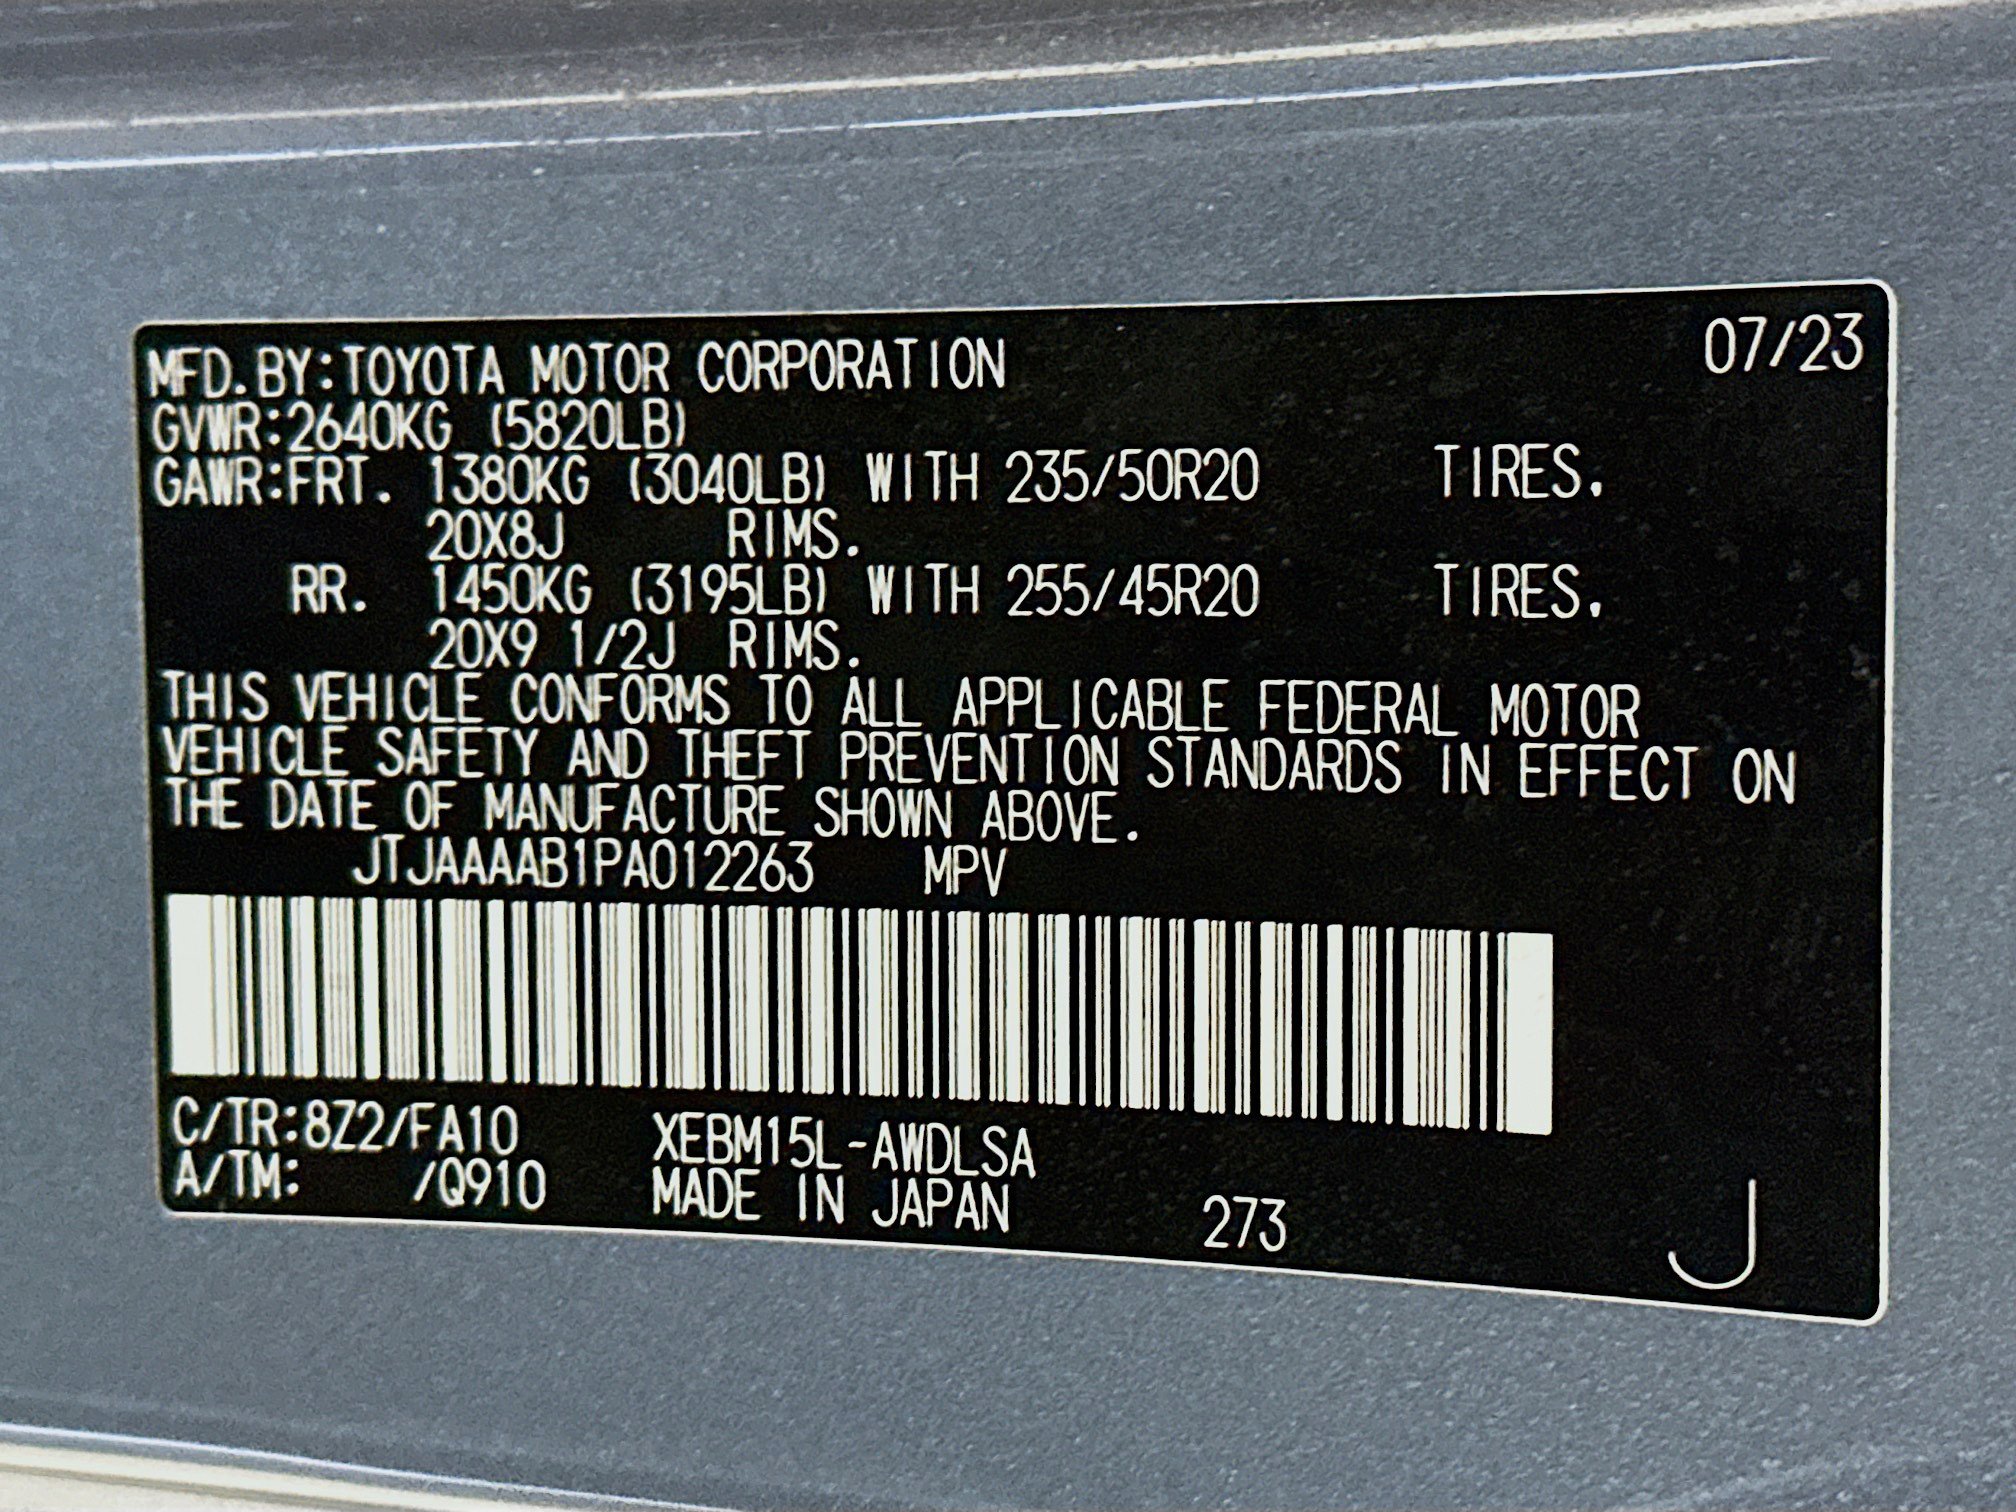 07/23
MFD.BY:TOYOTA MOTOR CORPORATION
GVWR:2640KG (5820LB)
GAWR:FRT. 1380KG (3040LB) WITH 235/50R20 TIRES.
20X8J RIMS.
RR. 1450KG (3195LB) WITH 255/45R20 TIRES.
20X9 1/2J RIMS.
THIS VEHICLE CONFORMS TO ALL APPLICABLE FEDERAL MOTOR
VEHICLE SAFETY AND THEFT PREVENTION STANDARDS IN EFFECT ON
THE DATE OF MANUFACTURE SHOWN ABOVE.
JTJAAAAB1PA012263 MPV
C/TR:8Z2/FA10 XEBM15L-AWDLSA
A/TM: /Q910 MADE IN JAPAN 273 J